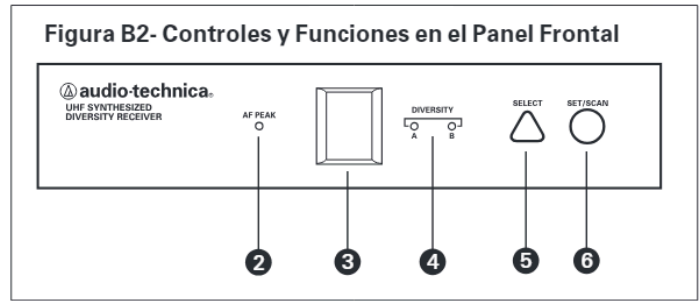 Figura B2- Controles y Funciones en el Panel Frontal
audio-technica®
UHF SYNTHESIZED
DIVERSITY RECEIVER
AF PEAK
DIVERSITY
A B
SELECT
SET/SCAN
2 3 4 5 6